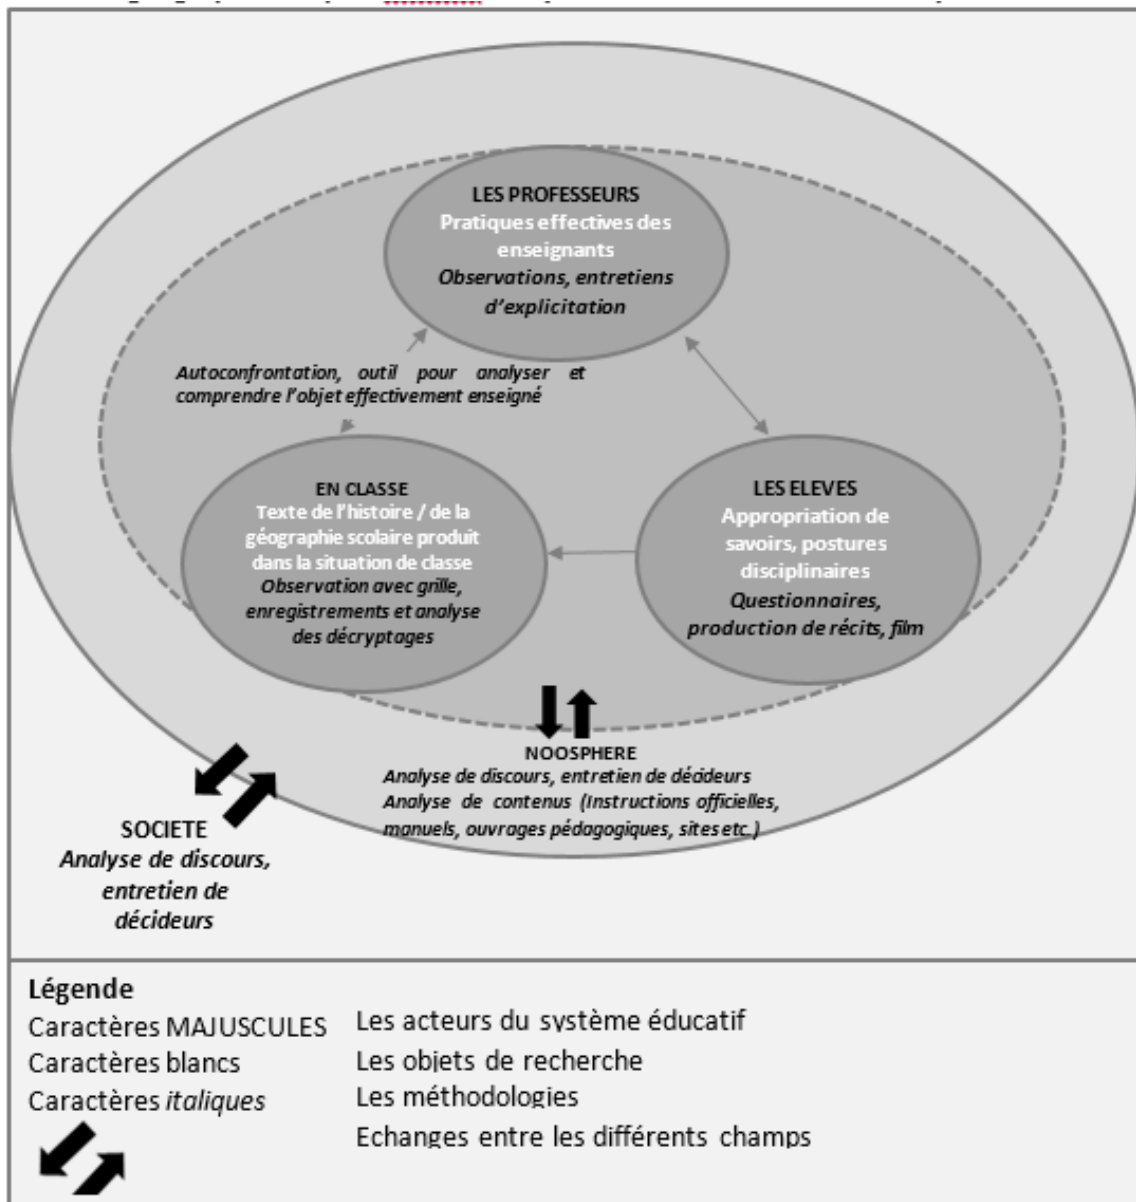 LES PROFESSEURS
Pratiques effectives des
enseignants
Observations, entretiens
d'explicitation
Autoconfrontation, outil pour analyser et
comprendre l'objet effectivement enseigné
EN CLASSE
Texte de l'histoire / de la
géographie scolaire produit
dans la situation de classe
Observation avec grille,
enregistrements et analyse
des décryptages
LES ELEVES
Appropriation de
savoirs, postures
disciplinaires
Questionnaires,
production de récits, film
NOOSPHERE
Analyse de discours, entretien de décideurs
Analyse de contenus (Instructions officielles,
manuels, ouvrages pédagogiques, sites etc.)
SOCIETE
Analyse de discours,
entretien de
décideurs
Légende
Caractères MAJUSCULES Les acteurs du système éducatif
Caractères blancs Les objets de recherche
Caractères italiques Les méthodologies
Echanges entre les différents champs